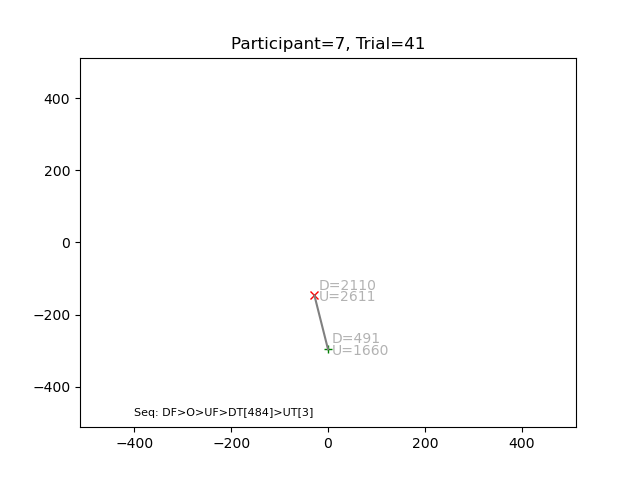 Participant=7, Trial=41
400
200
0
−200
−400
D=2110
U=2611
D=491
U=1660
Seq: DF>O>UF>DT[484]>UT[3]
−400
−200
0
200
400